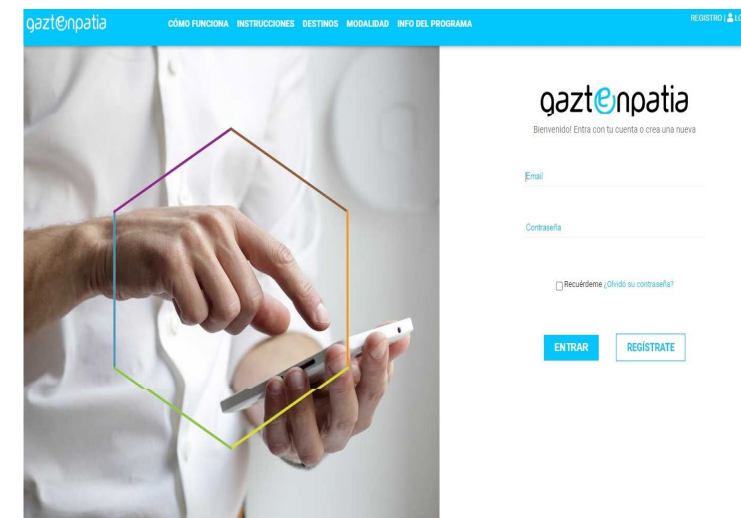 gaztenpatia
CÓMO FUNCIONA INSTRUCCIONES DESTINOS MODALIDAD INFO DEL PROGRAMA
REGISTRO | LO
gaztenpatia
Bienvenido! Entra con tu cuenta o crea una nueva
Email
Contraseña
Recuérdeme ¿Olvidó su contraseña?
ENTRAR REGÍSTRATE